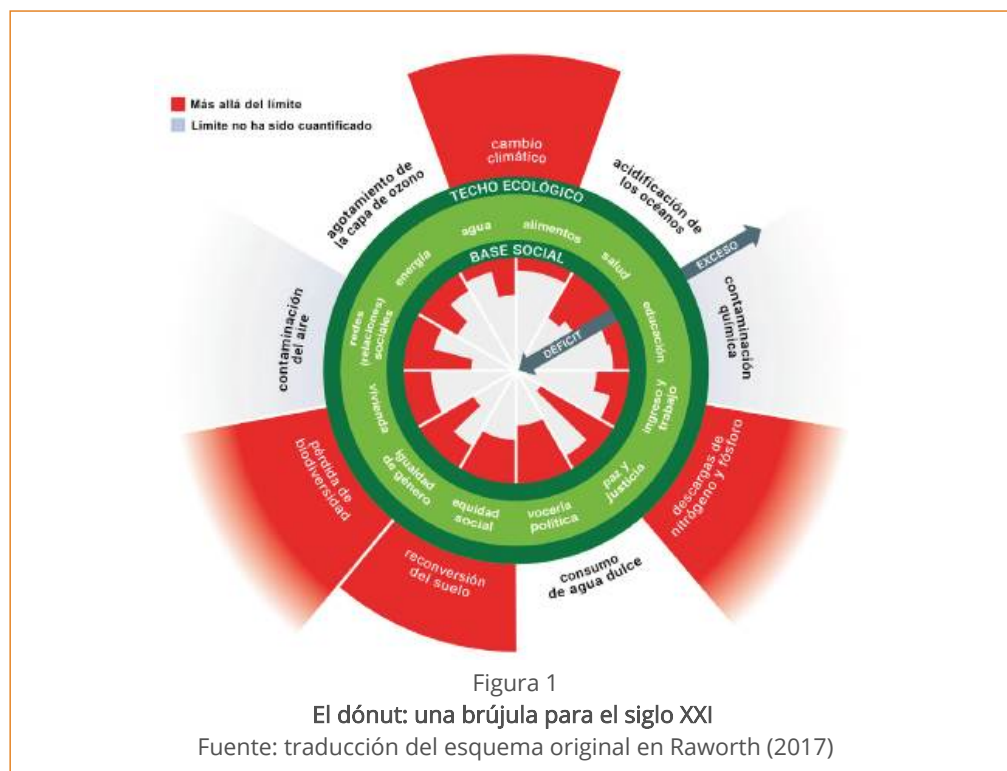 Más allá del límite
Límite no ha sido cuantificado
cambio
climático
agotamiento de
la capa de ozono
acidificación de
los océanos
TECHO ECOLÓGICO
agua
alimentos
energía
salud
BASE SOCIAL
EXCESO
DÉFICIT
contaminación
del aire
contaminación
química
redes
(relaciones)
sociales
educación
vivienda
ingreso y
trabajo
igualdad
de género
paz y
justicia
equidad
social
vocería
política
pérdida de
biodiversidad
descargas de
nitrógeno y fósforo
reconversión
del suelo
consumo
de agua dulce
Figura 1
El dónut: una brújula para el siglo XXI
Fuente: traducción del esquema original en Raworth (2017)